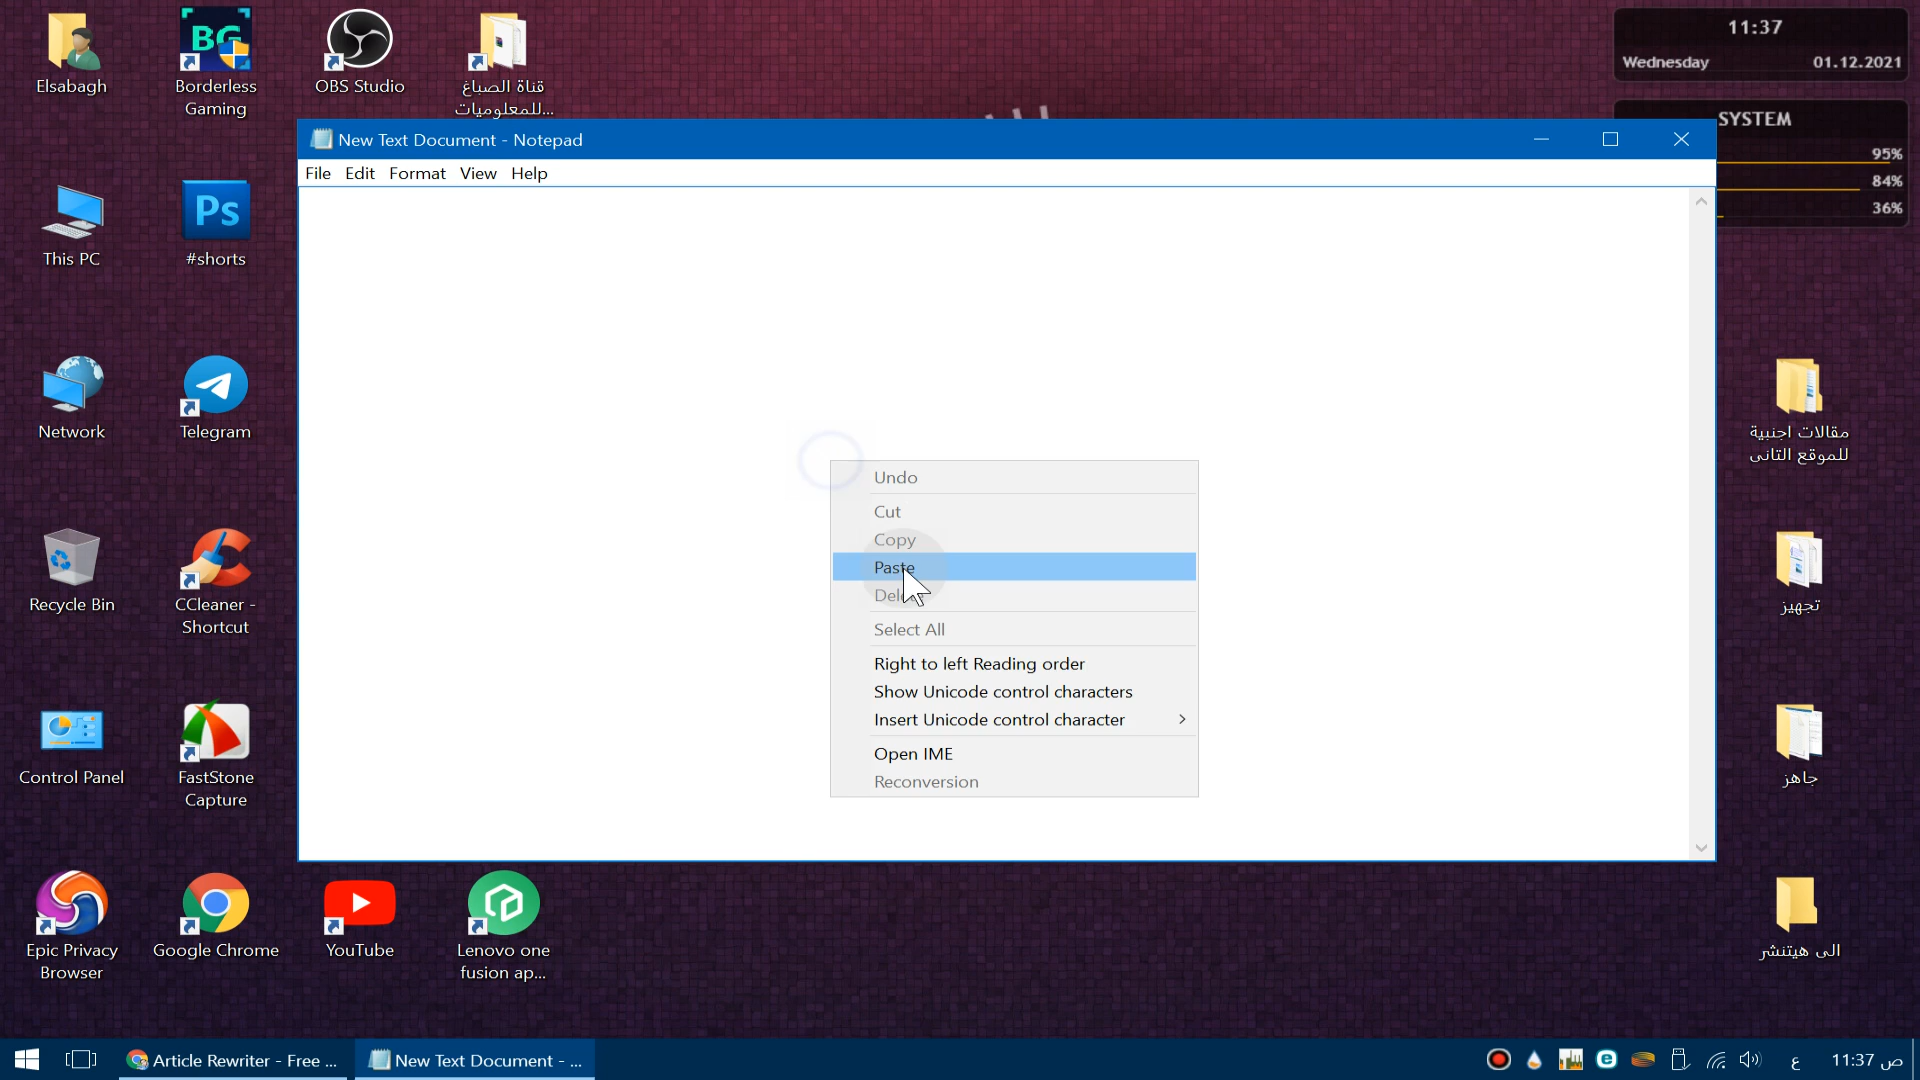 Elsabagh
Borderless
Gaming
OBS Studio
قناة الصباغ
للمعلوميات...
11:37
Wednesday 01.12.2021
SYSTEM
95%
84%
36%
New Text Document - Notepad
File Edit Format View Help
This PC
Ps
#shorts
Network
Telegram
Recycle Bin
CCleaner -
Shortcut
Control Panel
FastStone
Capture
Epic Privacy
Browser
Google Chrome
YouTube
Lenovo one
fusion ap...
Undo
Cut
Copy
Paste
Select All
Right to left Reading order
Show Unicode control characters
Insert Unicode control character
Open IME
Reconversion
مقالات اجنبية
للموقع الثانى
تجهيز
جاهز
الى هيتنشر
Article Rewriter - Free ...
New Text Document - ...
ع
11:37 ص